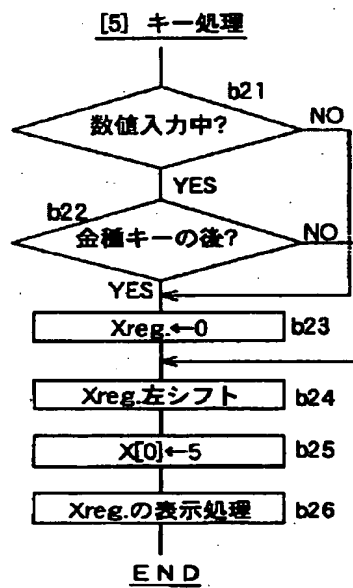 [5] キー処理
b21
数値入力中?
NO
YES
b22
金種キーの後?
NO
YES
Xreg.←0
b23
Xreg.左シフト
b24
X[0]←5
b25
Xreg.の表示処理
b26
END